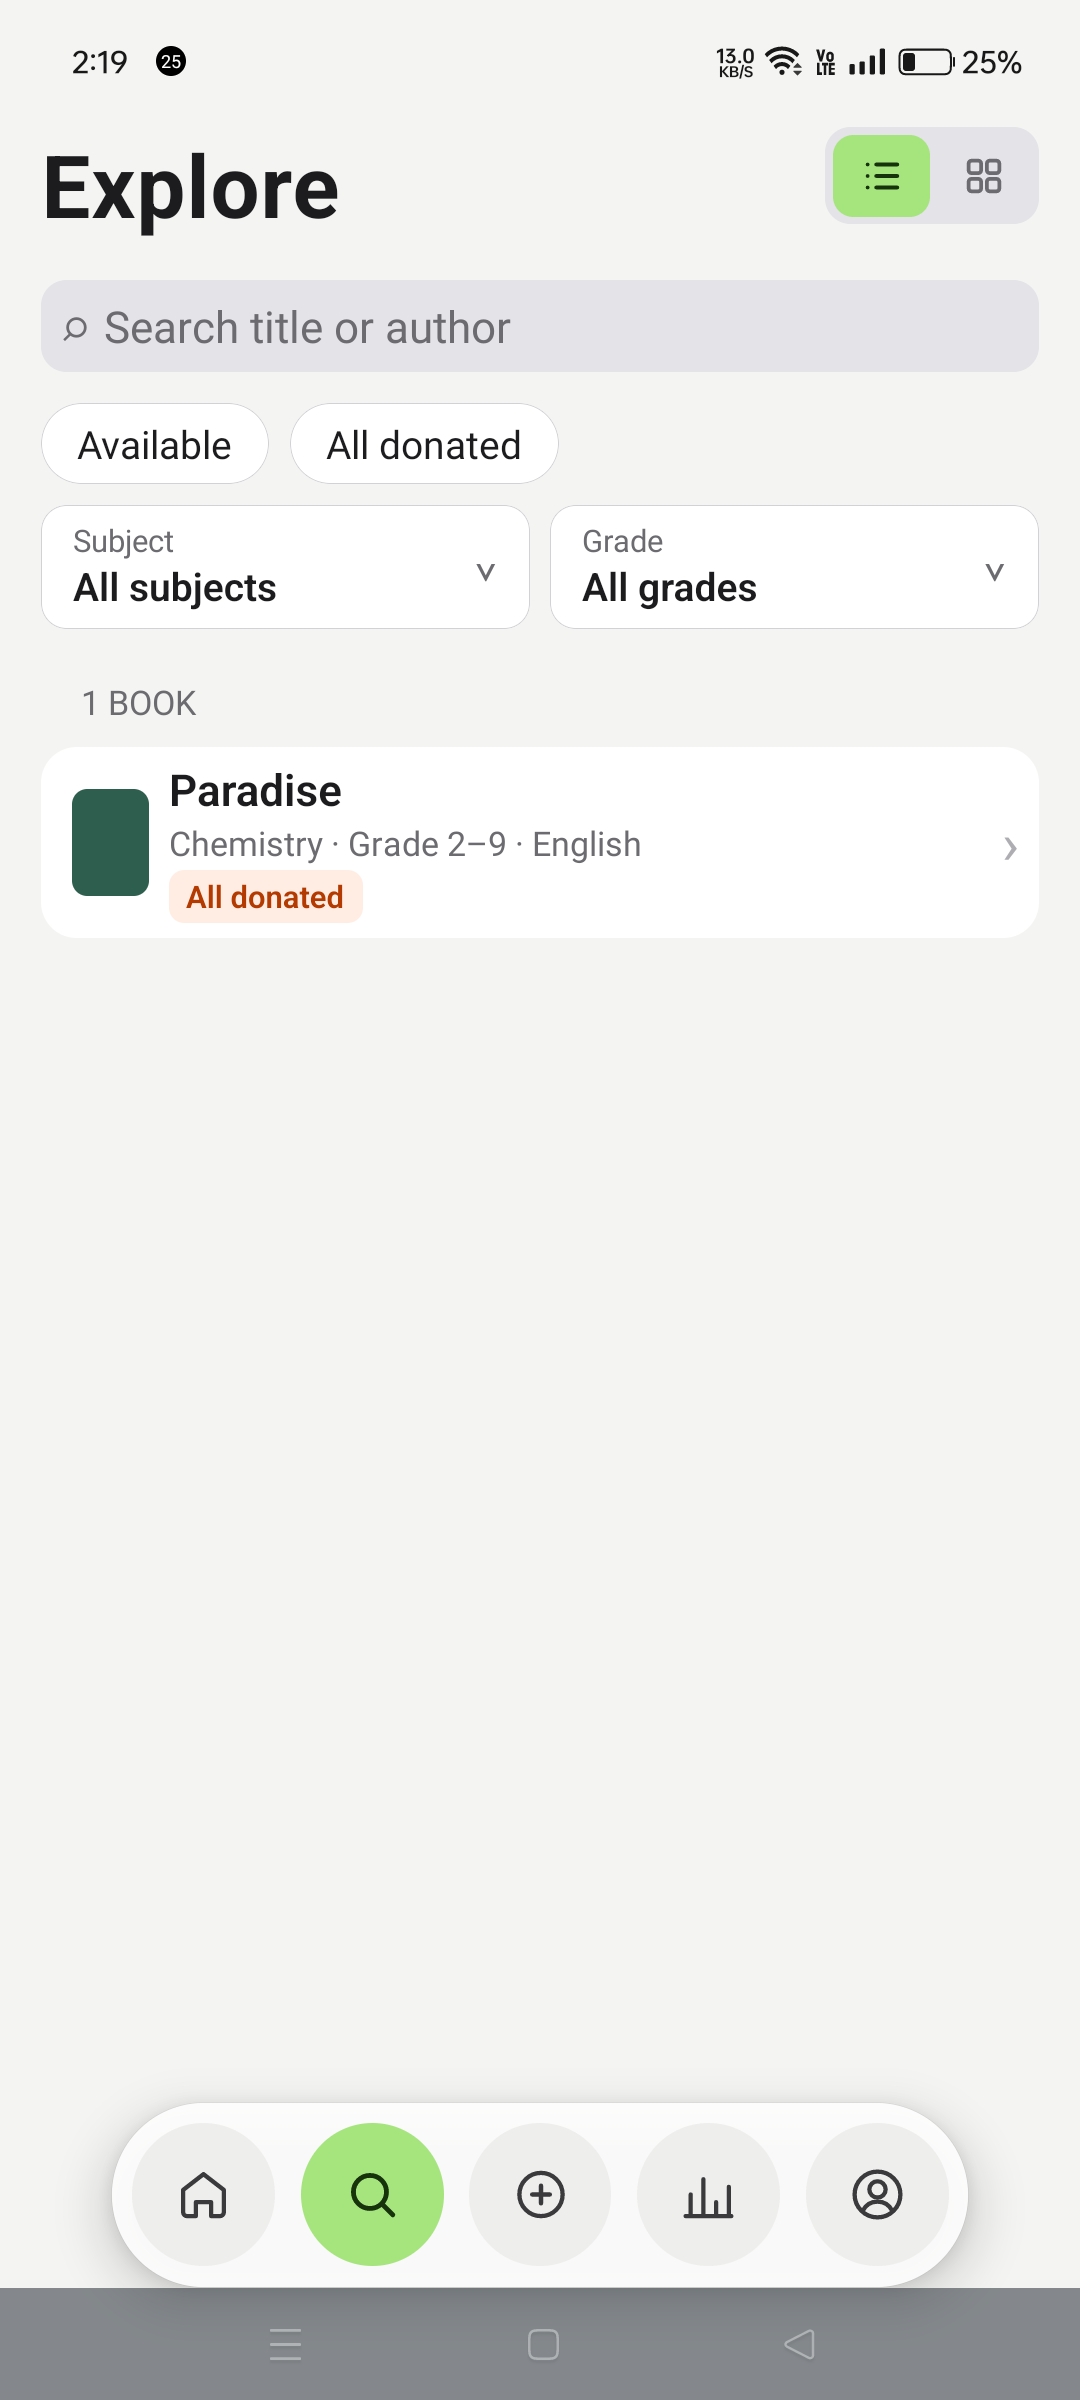 2:19 25 13.0 KB/S Vo LTE 25%
Explore
Search title or author
Available All donated
Subject Grade
All subjects All grades
1 BOOK
Paradise
Chemistry · Grade 2–9 · English
All donated